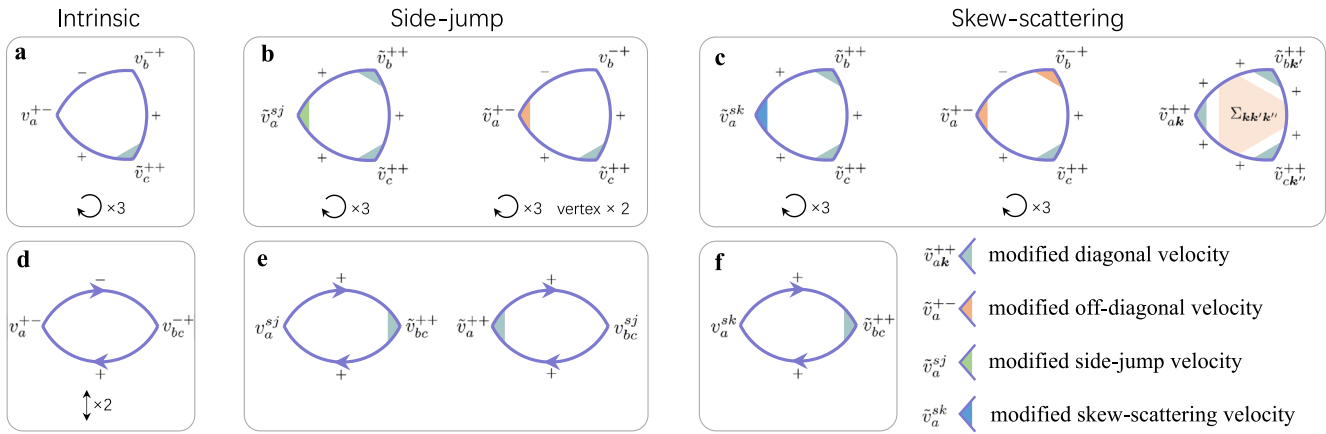 Intrinsic
Side-jump
Skew-scattering
a
−
v_b^{-+}
v_a^{+-}
+
+
ṽ_c^{++}
×3
b
+
ṽ_b^{++}
ṽ_a^{sj}
+
+
ṽ_c^{++}
×3
−
v_b^{-+}
ṽ_a^{+-}
+
+
ṽ_c^{++}
×3 vertex × 2
c
+
ṽ_b^{++}
ṽ_a^{sk}
+
+
ṽ_c^{++}
×3
−
ṽ_b^{-+}
ṽ_a^{+-}
+
+
ṽ_c^{++}
×3
+
ṽ_{bk'}^{++}
+
+
ṽ_{ak}^{++}
Σ_{kk'k''}
+
+
+
ṽ_{ck''}^{++}
d
−
v_a^{+-}
v_{bc}^{-+}
+
×2
e
+
v_a^{sj}
ṽ_{bc}^{++}
+
+
ṽ_a^{++}
v_{bc}^{sj}
+
f
+
v_a^{sk}
ṽ_{bc}^{++}
+
ṽ_{ak}^{++} modified diagonal velocity
ṽ_a^{+-} modified off-diagonal velocity
ṽ_a^{sj} modified side-jump velocity
ṽ_a^{sk} modified skew-scattering velocity